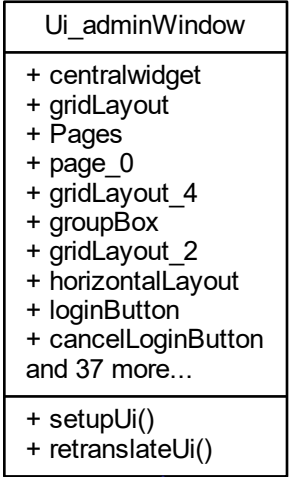 Ui_adminWindow
+ centralwidget
+ gridLayout
+ Pages
+ page_0
+ gridLayout_4
+ groupBox
+ gridLayout_2
+ horizontalLayout
+ loginButton
+ cancelLoginButton
and 37 more...
+ setupUi()
+ retranslateUi()